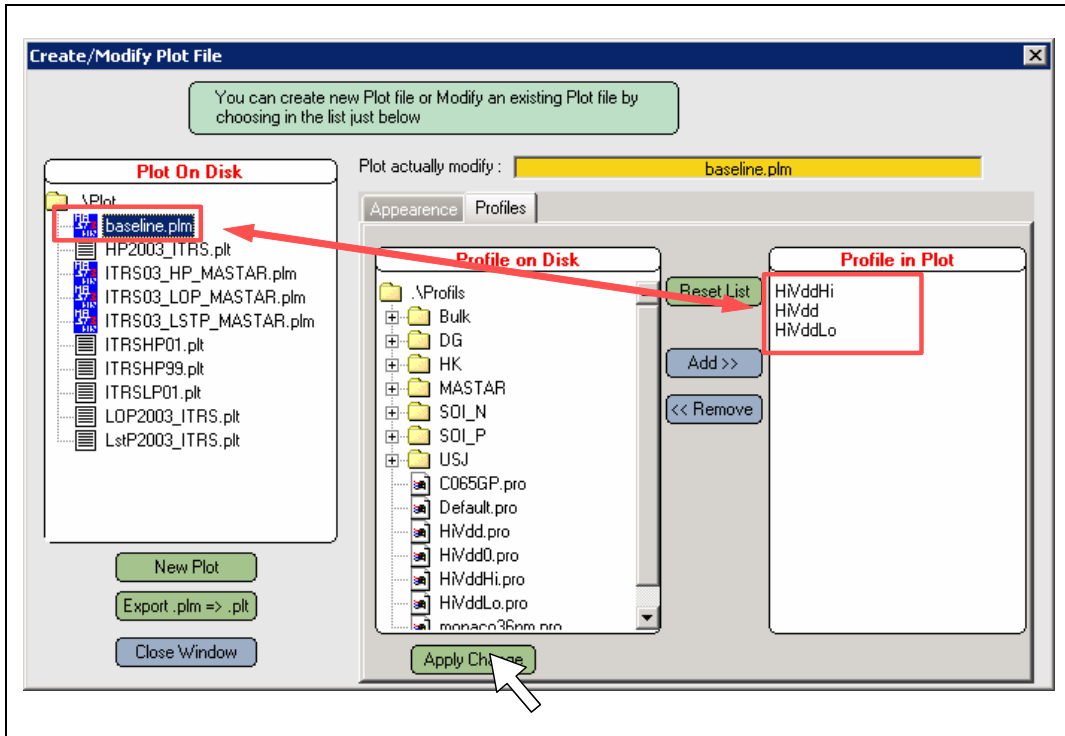 Create/Modify Plot File
You can create new Plot file or Modify an existing Plot file by
choosing in the list just below
Plot On Disk
.\Plot
baseline.plm
HP2003_ITRS.plt
ITRS03_HP_MASTAR.plm
ITRS03_LOP_MASTAR.plm
ITRS03_LSTP_MASTAR.plm
ITRSHP01.plt
ITRSHP99.plt
ITRSLP01.plt
LOP2003_ITRS.plt
LstP2003_ITRS.plt
New Plot
Export .plm => .plt
Close Window
Plot actually modify :
baseline.plm
Appearence
Profiles
Profile on Disk
.\Profils
Bulk
DG
HK
MASTAR
SOI_N
SOI_P
USJ
C065GP.pro
Default.pro
HiVdd.pro
HiVdd0.pro
HiVddHi.pro
HiVddLo.pro
monaco36nm.pro
Apply Change
Reset List
Add >>
<< Remove
Profile in Plot
HiVddHi
HiVdd
HiVddLo